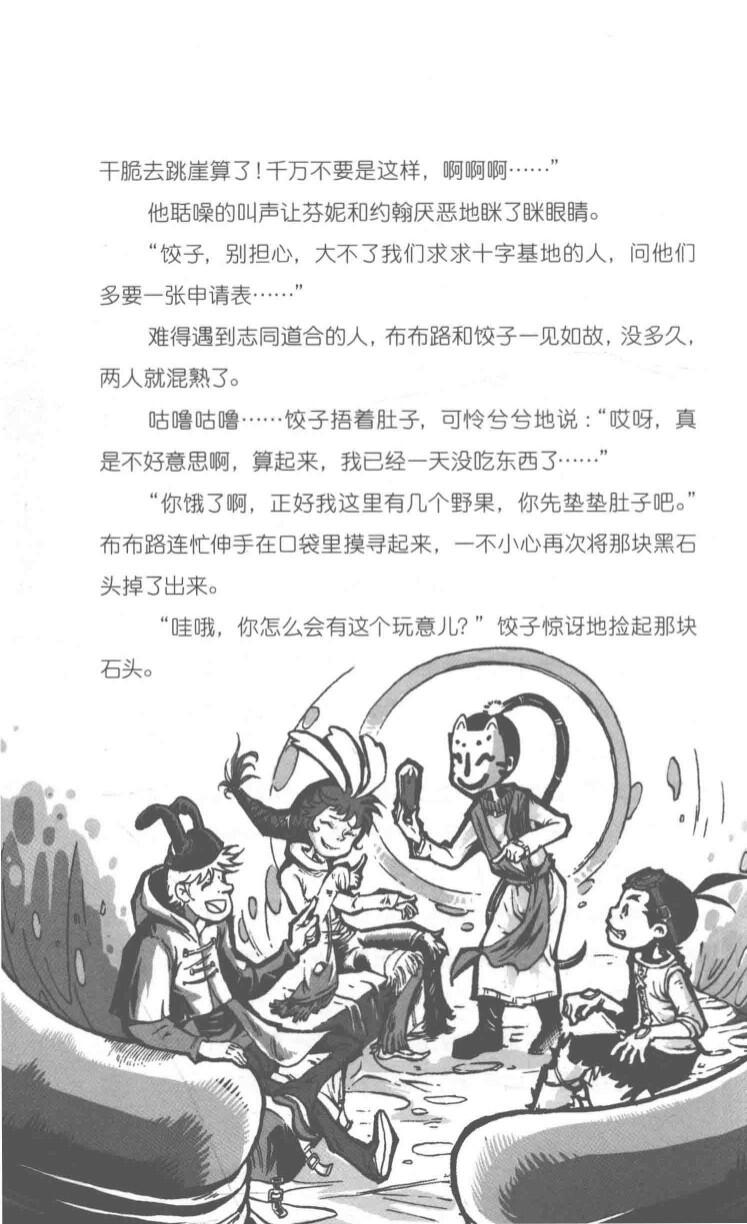 干脆去跳崖算了！千万不要是这样，啊啊啊……”
他聒噪的叫声让芬妮和约翰厌恶地眯了眯眼睛。
“饺子，别担心，大不了我们求求十字基地的人，问他们
多要一张申请表……”
难得遇到志同道合的人，布布路和饺子一见如故，没多久，
两人就混熟了。
咕噜咕噜……饺子捂着肚子，可怜兮兮地说：“哎呀，真
是不好意思啊，算起来，我已经一天没吃东西了……”
“你饿了啊，正好我这里有几个野果，你先垫垫肚子吧。”
布布路连忙伸手在口袋里摸寻起来，一不小心再次将那块黑石
头掉了出来。
“哇哦，你怎么会有这个玩意儿？”饺子惊讶地捡起那块
石头。